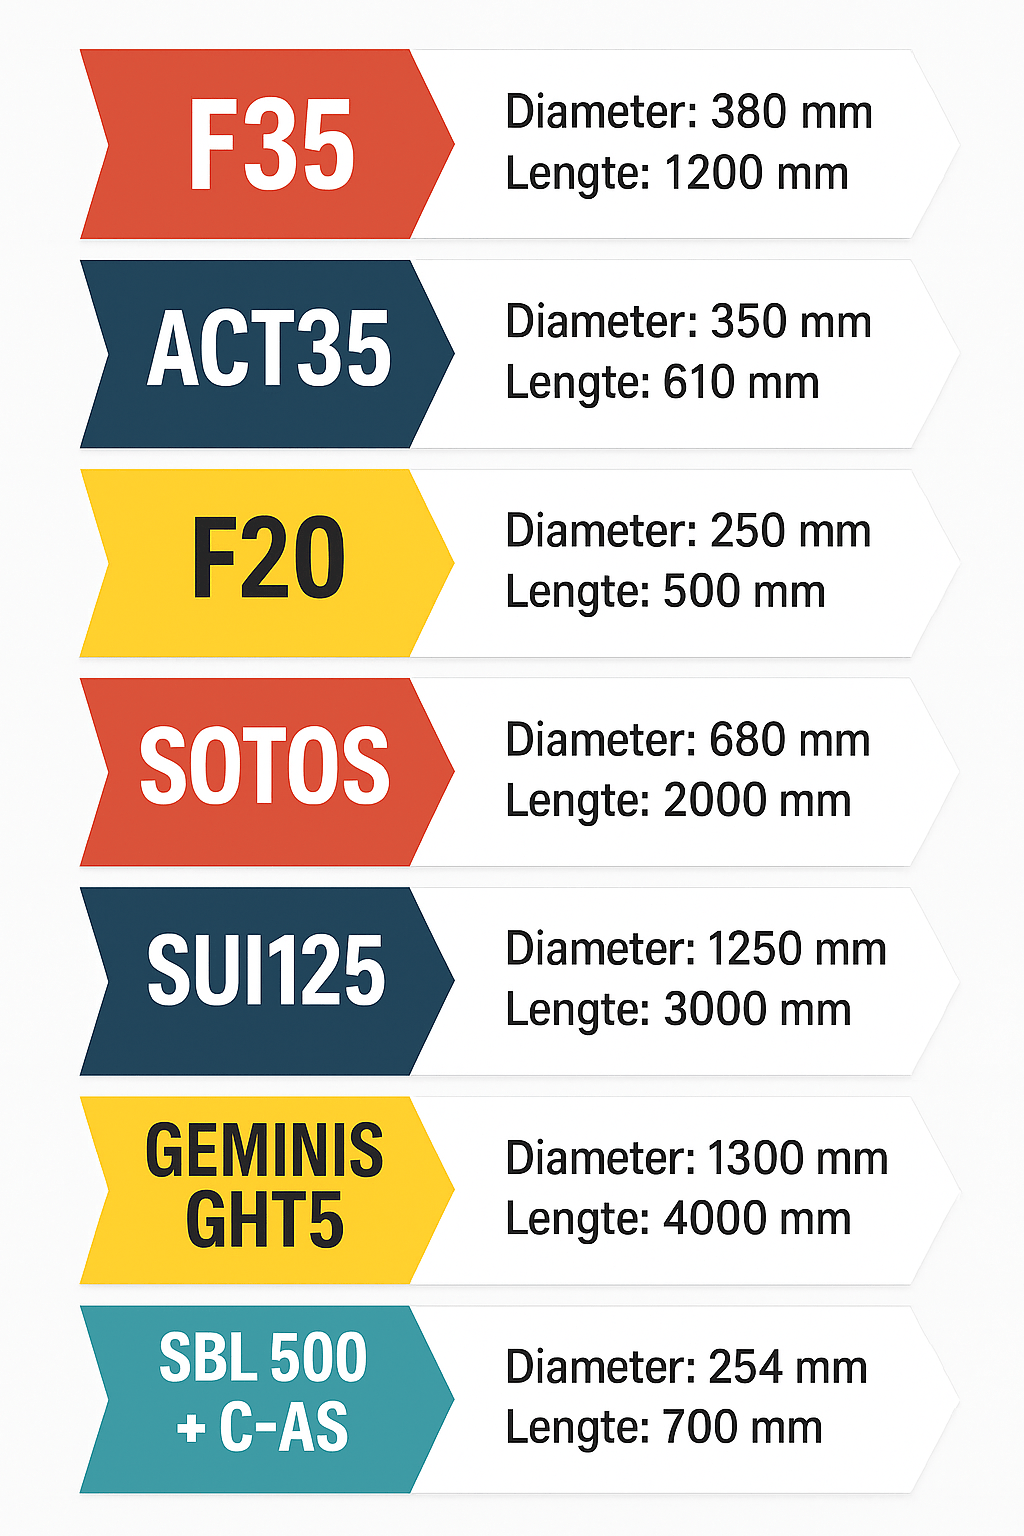 F35
Diameter: 380 mm
Lengte: 1200 mm
ACT35
Diameter: 350 mm
Lengte: 610 mm
F20
Diameter: 250 mm
Lengte: 500 mm
SOTOS
Diameter: 680 mm
Lengte: 2000 mm
SUI125
Diameter: 1250 mm
Lengte: 3000 mm
GEMINIS
GHT5
Diameter: 1300 mm
Lengte: 4000 mm
SBL 500
+ C-AS
Diameter: 254 mm
Lengte: 700 mm